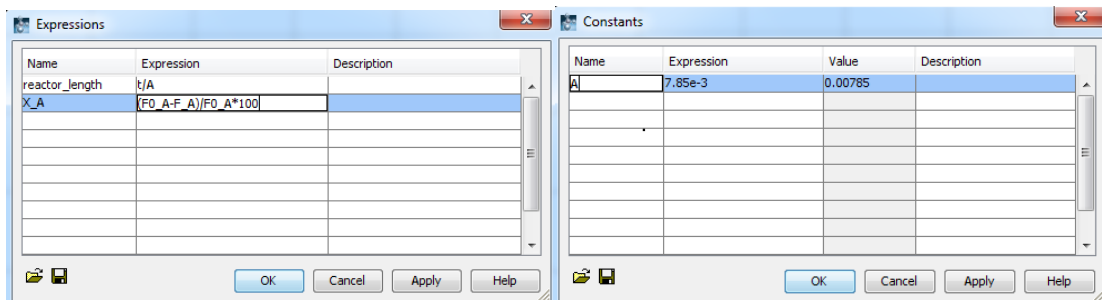 Expressions
Name Expression Description
reactor_length t/A
X_A (F0_A-F_A)/F0_A*100
OK Cancel Apply Help
Constants
Name Expression Value Description
A 7.85e-3 0.00785
OK Cancel Apply Help